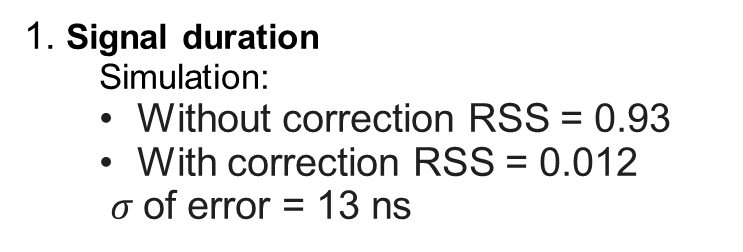 1. Signal duration
Simulation:
• Without correction RSS = 0.93
• With correction RSS = 0.012
σ of error = 13 ns